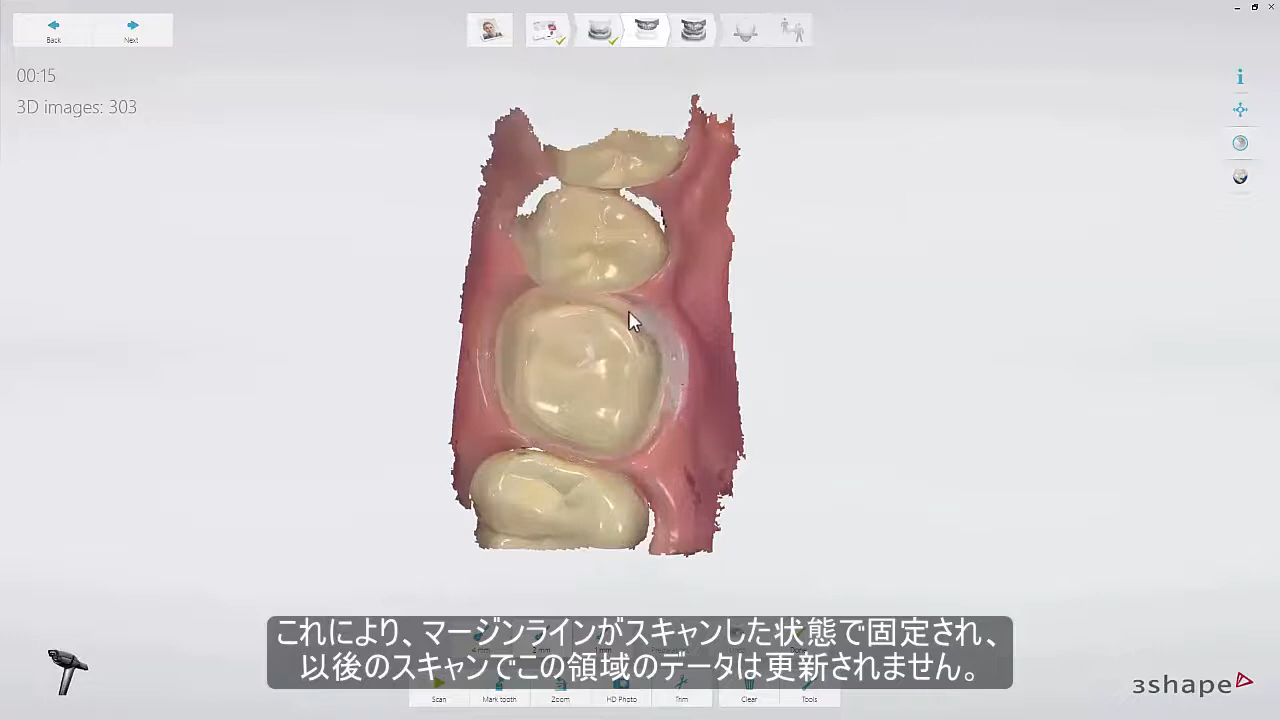 Back
Next
00:15
3D images: 303
これにより、マージンラインがスキャンした状態で固定され、
以後のスキャンでこの領域のデータは更新されません。
Scan
Mark tooth
Zoom
HD Photo
Trim
Clear
Tools
3shape